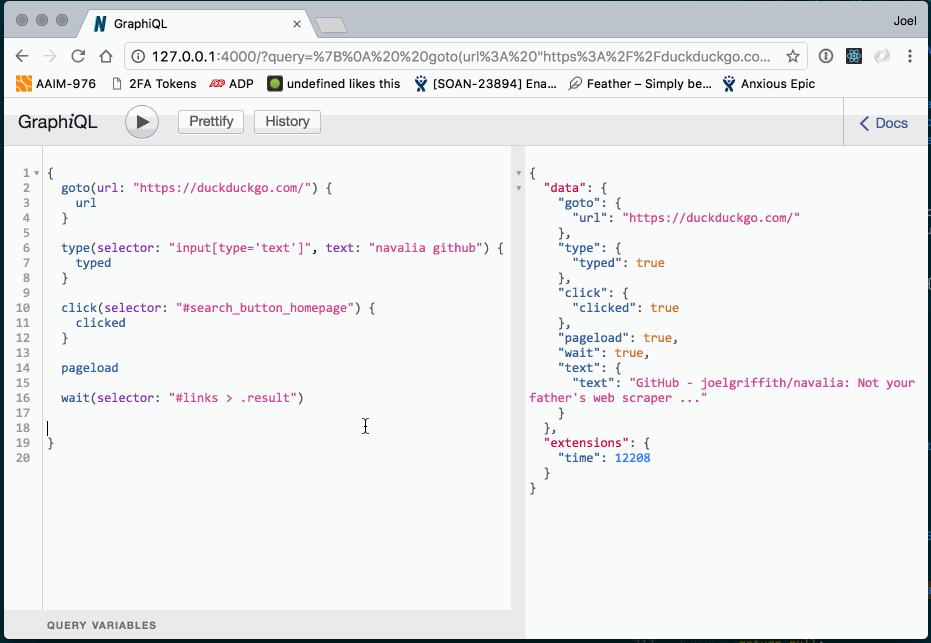 GraphiQL
Joel
127.0.0.1:4000/?query=%7B%0A%20%20goto(url%3A%20"https%3A%2F%2Fduckduckgo.co...
AAIM-976 2FA Tokens ADP undefined likes this [SOAN-23894] Ena... Feather – Simply be... Anxious Epic
GraphiQL Prettify History Docs
1 {
2 goto(url: "https://duckduckgo.com/") {
3 url
4 }
5
6 type(selector: "input[type='text']", text: "navalia github") {
7 typed
8 }
9
10 click(selector: "#search_button_homepage") {
11 clicked
12 }
13
14 pageload
15
16 wait(selector: "#links > .result")
17
18
19 }
20
{
"data": {
"goto": {
"url": "https://duckduckgo.com/"
},
"type": {
"typed": true
},
"click": {
"clicked": true
},
"pageload": true,
"wait": true,
"text": {
"text": "GitHub - joelgriffith/navalia: Not your
father's web scraper ..."
}
},
"extensions": {
"time": 12208
}
}
QUERY VARIABLES